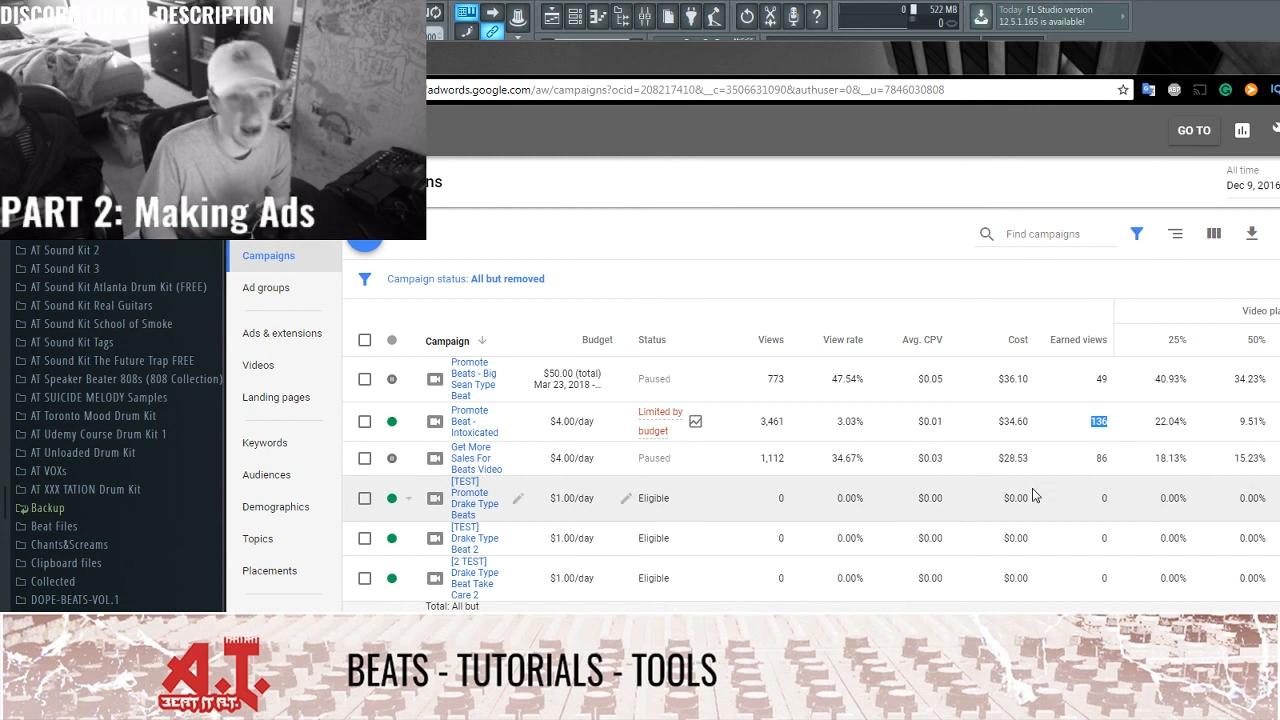 DISCORD LINK IN DESCRIPTION
PART 2: Making Ads
0
522 MB
0
Today FL Studio version
12.5.1.165 is available!
adwords.google.com/aw/campaigns?ocid=208217410&__c=3506631090&authuser=0&__u=7846030808
GO TO
ns
All time
Dec 9, 2016
Find campaigns
Campaign status: All but removed
AT Sound Kit 2
AT Sound Kit 3
AT Sound Kit Atlanta Drum Kit (FREE)
AT Sound Kit Real Guitars
AT Sound Kit School of Smoke
AT Sound Kit Tags
AT Sound Kit The Future Trap FREE
AT Speaker Beater 808s (808 Collection)
AT SUICIDE MELODY Samples
AT Toronto Mood Drum Kit
AT Udemy Course Drum Kit 1
AT Unloaded Drum Kit
AT VOXs
AT XXX TATION Drum Kit
Backup
Beat Files
Chants&Screams
Clipboard files
Collected
DOPE-BEATS-VOL.1
Campaigns
Ad groups
Ads & extensions
Videos
Landing pages
Keywords
Audiences
Demographics
Topics
Placements
Video pla
Campaign Budget Status Views View rate Avg. CPV Cost Earned views 25% 50%
Promote
Beats - Big
Sean Type
Beat
$50.00 (total)
Mar 23, 2018 -...
Paused 773 47.54% $0.05 $36.10 49 40.93% 34.23%
Promote
Beat -
Intoxicated
$4.00/day
Limited by
budget
3,461 3.03% $0.01 $34.60 136 22.04% 9.51%
Get More
Sales For
Beats Video
$4.00/day Paused 1,112 34.67% $0.03 $28.53 86 18.13% 15.23%
[TEST]
Promote
Drake Type
Beats
$1.00/day Eligible 0 0.00% $0.00 $0.00 0 0.00% 0.00%
[TEST]
Drake Type
Beat 2
$1.00/day Eligible 0 0.00% $0.00 $0.00 0 0.00% 0.00%
[2 TEST]
Drake Type
Beat Take
Care 2
$1.00/day Eligible 0 0.00% $0.00 $0.00 0 0.00% 0.00%
Total: All but
A.T.
BEAT IT AT
BEATS - TUTORIALS - TOOLS